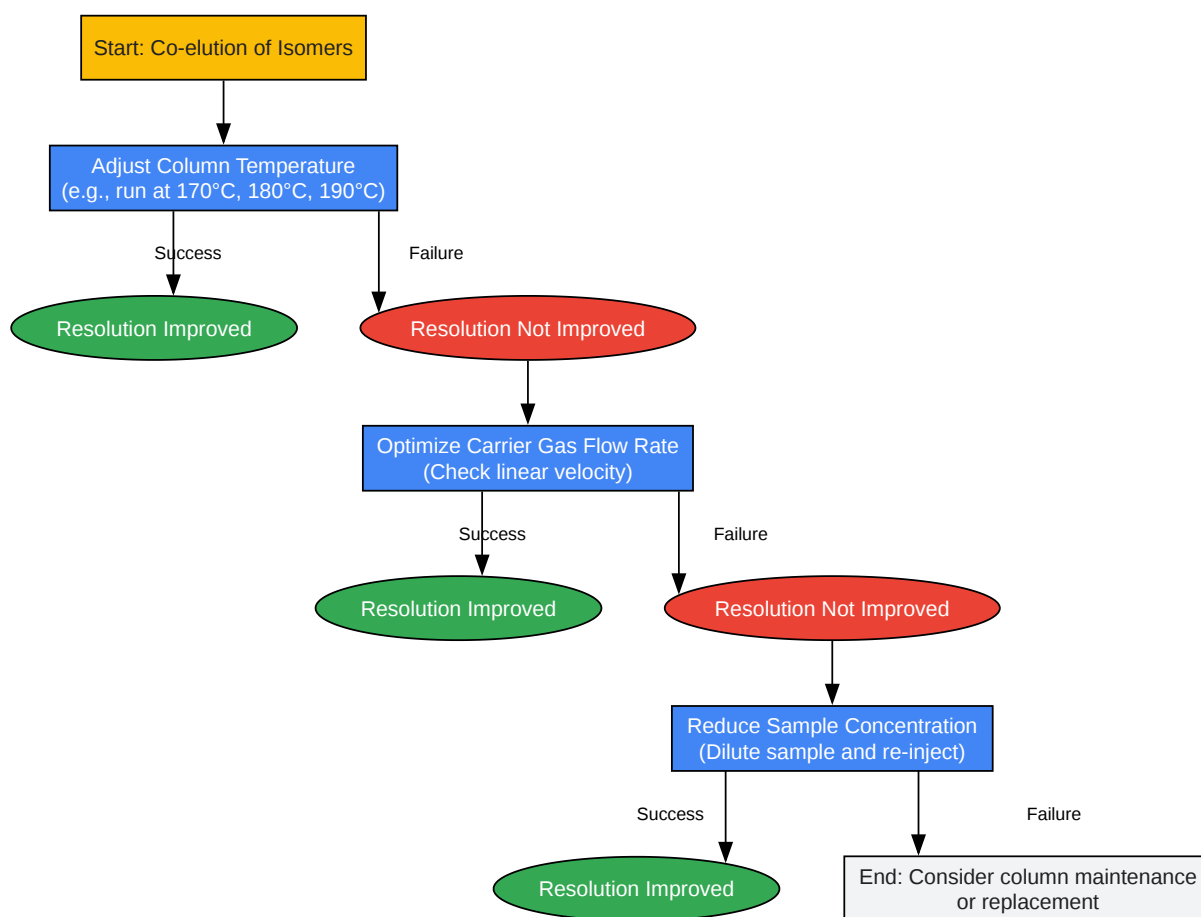 Start: Co-elution of Isomers
Adjust Column Temperature
(e.g., run at 170°C, 180°C, 190°C)
Success
Failure
Resolution Improved
Resolution Not Improved
Optimize Carrier Gas Flow Rate
(Check linear velocity)
Success
Failure
Resolution Improved
Resolution Not Improved
Reduce Sample Concentration
(Dilute sample and re-inject)
Success
Failure
Resolution Improved
End: Consider column maintenance
or replacement